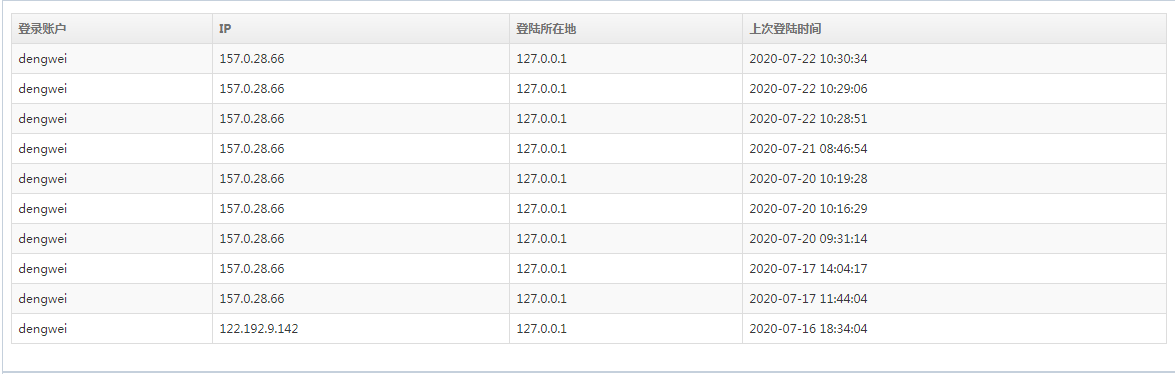 登录账户 IP 登陆所在地 上次登陆时间
dengwei 157.0.28.66 127.0.0.1 2020-07-22 10:30:34
dengwei 157.0.28.66 127.0.0.1 2020-07-22 10:29:06
dengwei 157.0.28.66 127.0.0.1 2020-07-22 10:28:51
dengwei 157.0.28.66 127.0.0.1 2020-07-21 08:46:54
dengwei 157.0.28.66 127.0.0.1 2020-07-20 10:19:28
dengwei 157.0.28.66 127.0.0.1 2020-07-20 10:16:29
dengwei 157.0.28.66 127.0.0.1 2020-07-20 09:31:14
dengwei 157.0.28.66 127.0.0.1 2020-07-17 14:04:17
dengwei 157.0.28.66 127.0.0.1 2020-07-17 11:44:04
dengwei 122.192.9.142 127.0.0.1 2020-07-16 18:34:04